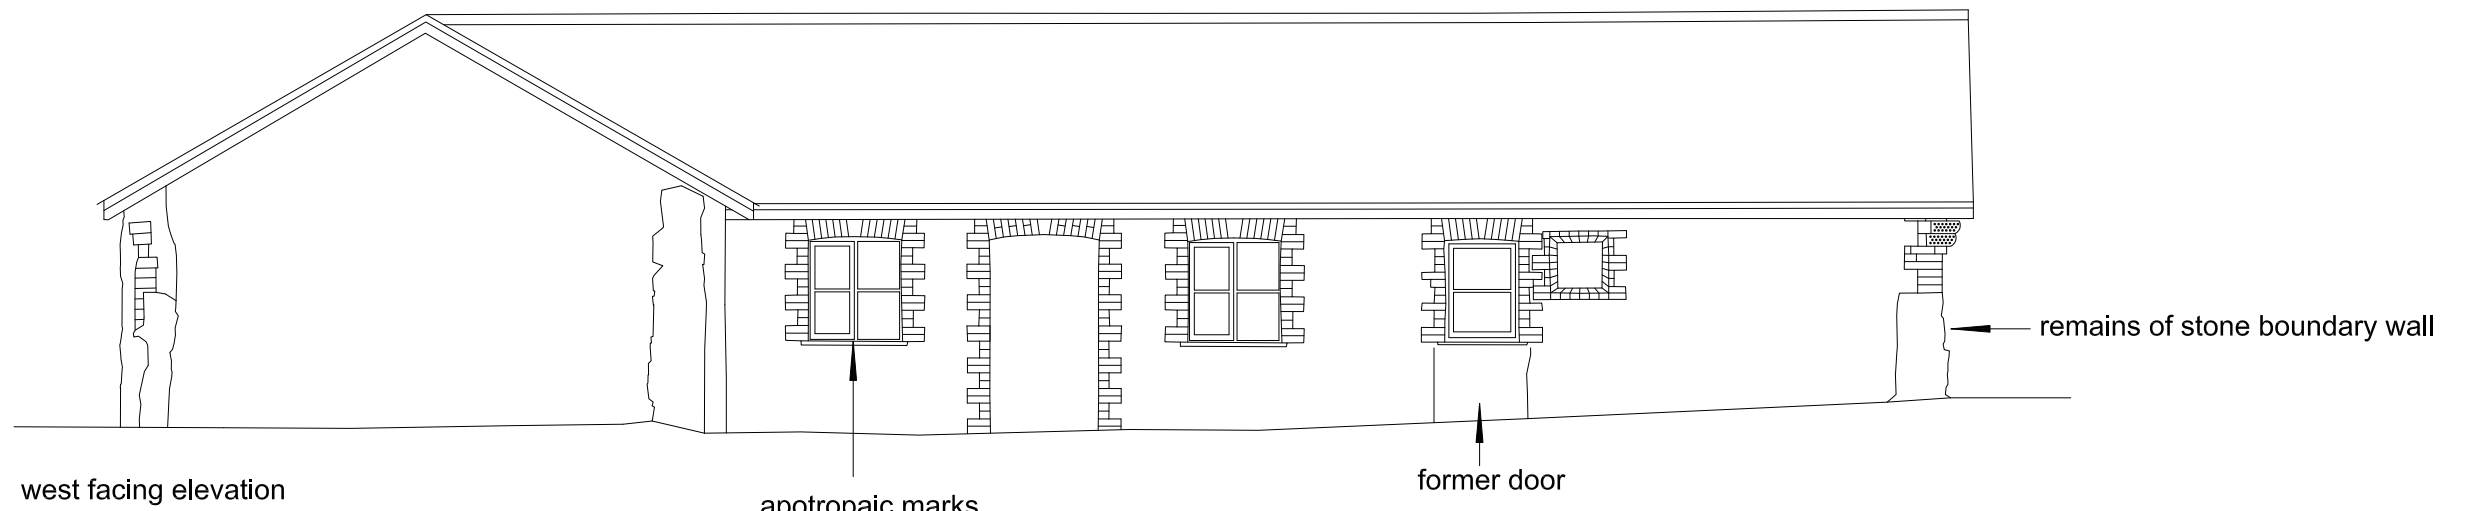 remains of stone boundary wall
former door
west facing elevation
apotropaic marks